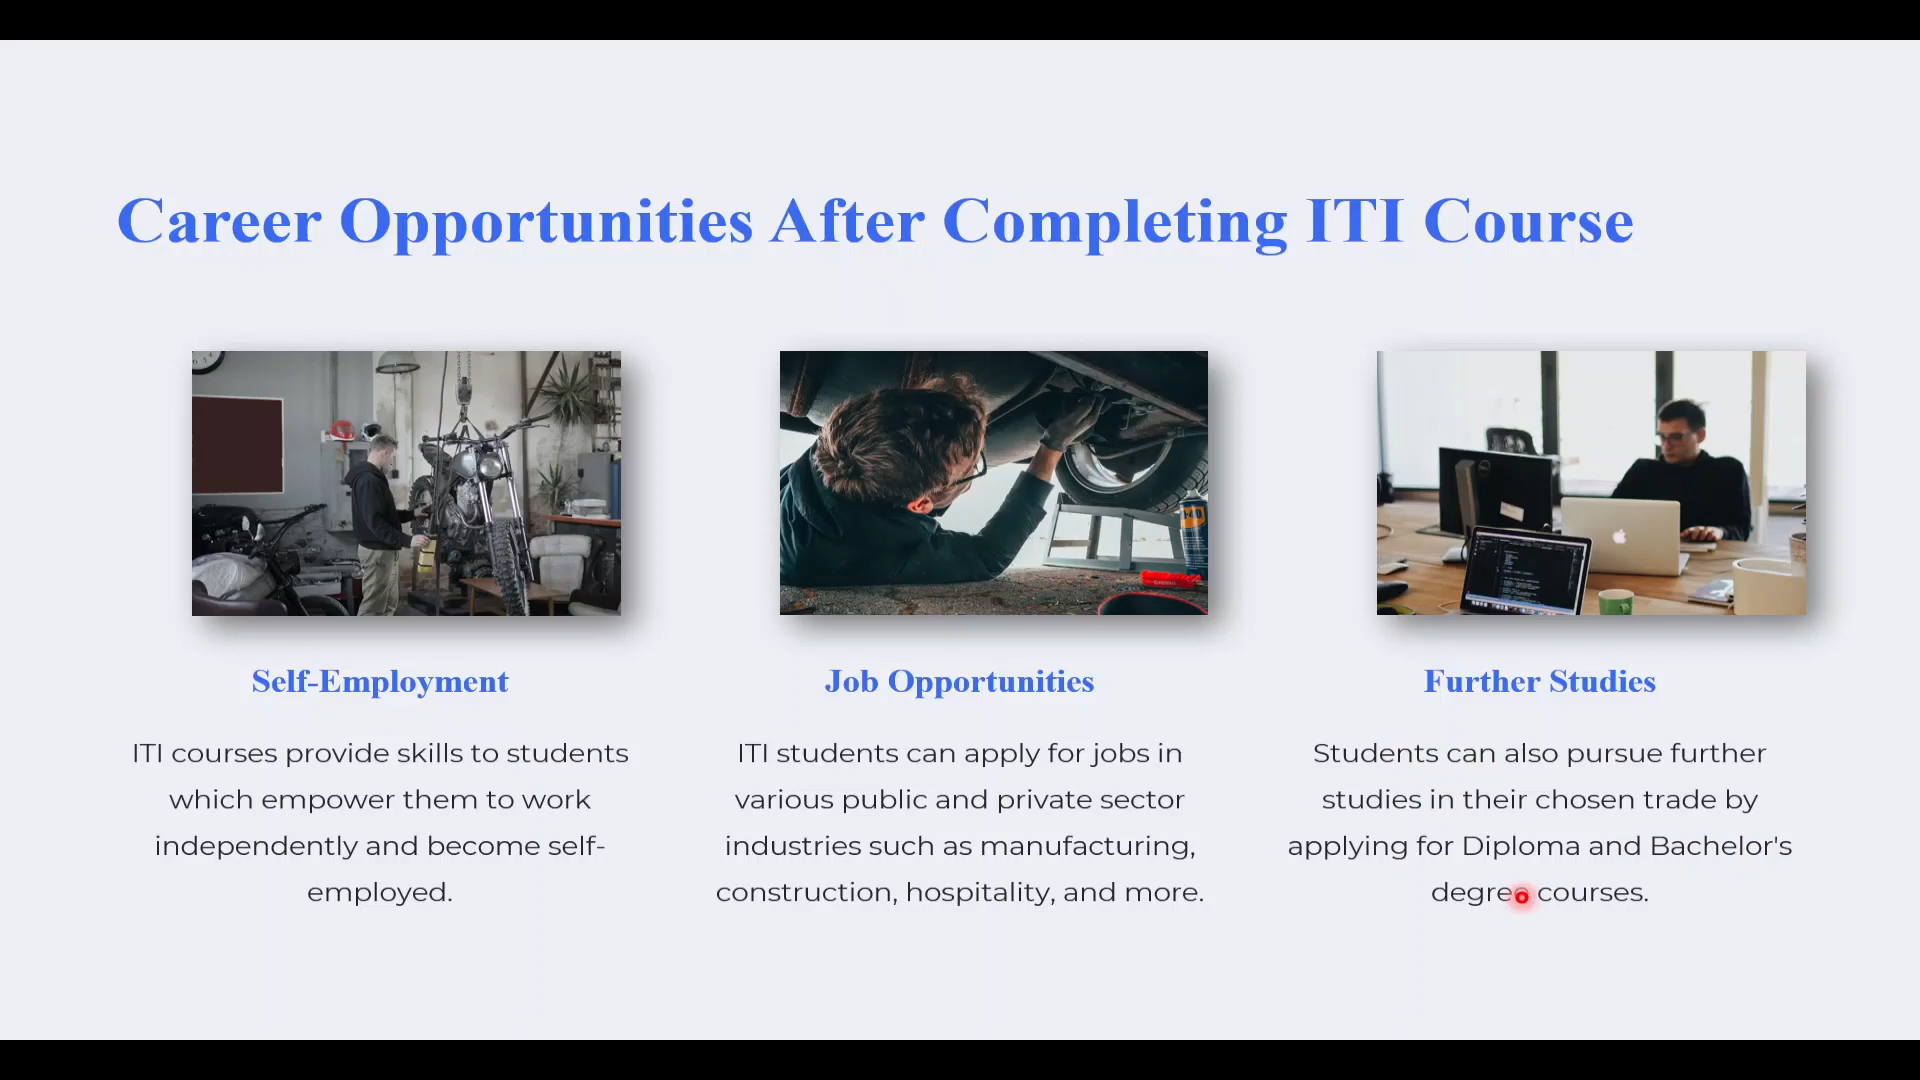 Career Opportunities After Completing ITI Course
Self-Employment
ITI courses provide skills to students
which empower them to work
independently and become self-
employed.
Job Opportunities
ITI students can apply for jobs in
various public and private sector
industries such as manufacturing,
construction, hospitality, and more.
Further Studies
Students can also pursue further
studies in their chosen trade by
applying for Diploma and Bachelor's
degree courses.